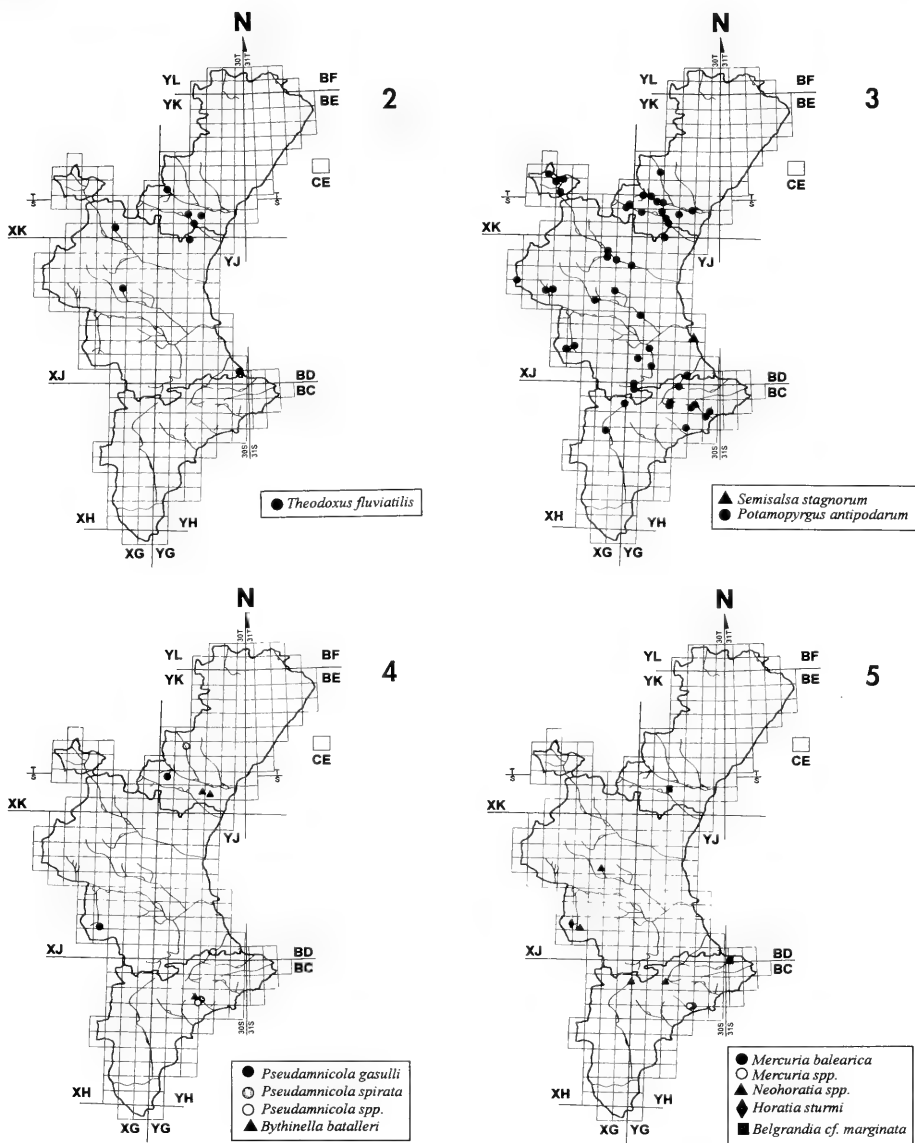 N
30T 31T
YL BF
YK BE
2
CE
T
S
T
S
XK
YJ
XJ BD
BC
30S 31S
XH YH
XG YG
● Theodoxus fluviatilis
N
30T 31T
YL BF
YK BE
3
CE
T
S
T
S
XK
YJ
XJ BD
BC
30S 31S
XH YH
XG YG
▲ Semisalsa stagnorum
● Potamopyrgus antipodarum
N
30T 31T
YL BF
YK BE
4
CE
T
S
T
S
XK
YJ
XJ BD
BC
30S 31S
XH YH
XG YG
● Pseudamnicola gasulli
Pseudamnicola spirata
○ Pseudamnicola spp.
▲ Bythinella batalleri
N
30T 31T
YL BF
YK BE
5
CE
T
S
T
S
XK
YJ
XJ BD
BC
30S 31S
XH YH
XG YG
● Mercuria balearica
○ Mercuria spp.
▲ Neohoratia spp.
♦ Horatia sturmi
■ Belgrandia cf. marginata